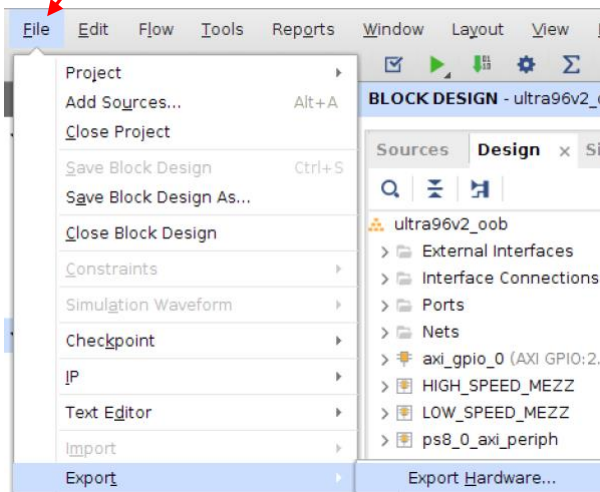 File Edit Flow Tools Reports Window Layout View
Project
Add Sources... Alt+A
Close Project
Save Block Design Ctrl+S
Save Block Design As...
Close Block Design
Constraints
Simulation Waveform
Checkpoint
IP
Text Editor
Import
Export
Export Hardware...
BLOCK DESIGN - ultra96v2_
Sources Design × Si
ultra96v2_oob
External Interfaces
Interface Connections
Ports
Nets
axi_gpio_0 (AXI GPIO:2.
HIGH_SPEED_MEZZ
LOW_SPEED_MEZZ
ps8_0_axi_periph